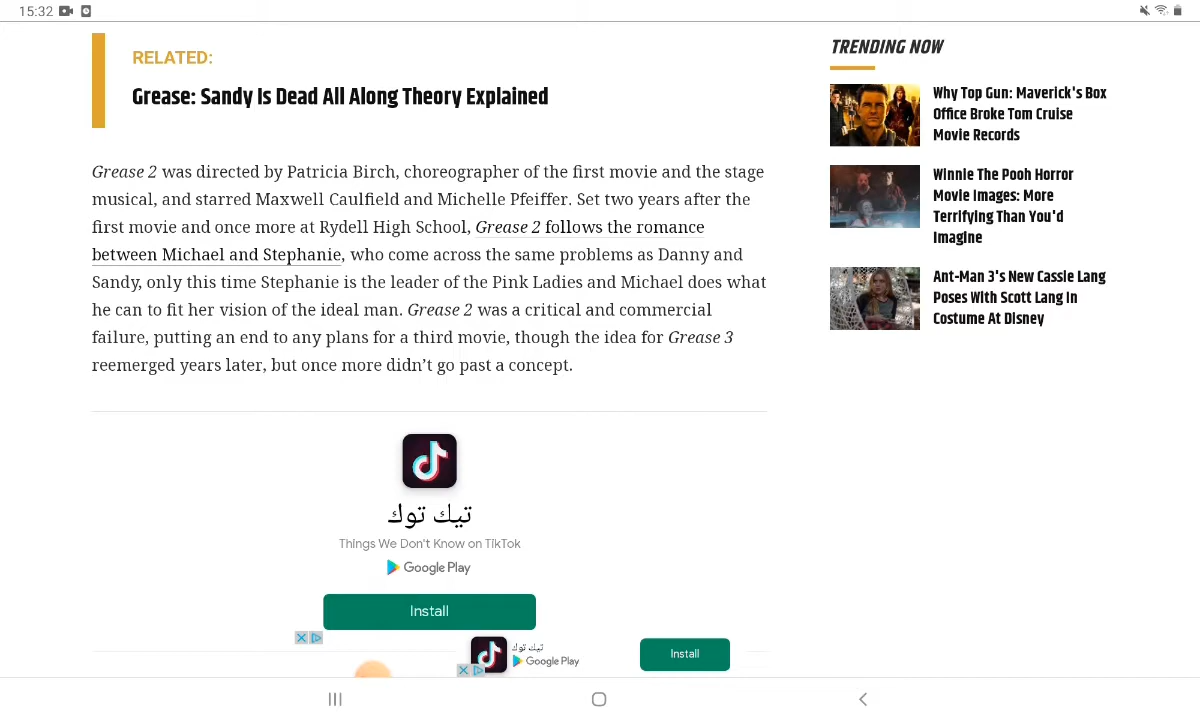 15:32
RELATED:
Grease: Sandy Is Dead All Along Theory Explained
Grease 2 was directed by Patricia Birch, choreographer of the first movie and the stage
musical, and starred Maxwell Caulfield and Michelle Pfeiffer. Set two years after the
first movie and once more at Rydell High School, Grease 2 follows the romance
between Michael and Stephanie, who come across the same problems as Danny and
Sandy, only this time Stephanie is the leader of the Pink Ladies and Michael does what
he can to fit her vision of the ideal man. Grease 2 was a critical and commercial
failure, putting an end to any plans for a third movie, though the idea for Grease 3
reemerged years later, but once more didn’t go past a concept.
تيك توك
Things We Don't Know on TikTok
Google Play
Install
تيك توك
Google Play
Install
TRENDING NOW
Why Top Gun: Maverick's Box
Office Broke Tom Cruise
Movie Records
Winnie The Pooh Horror
Movie Images: More
Terrifying Than You'd
Imagine
Ant-Man 3's New Cassie Lang
Poses With Scott Lang In
Costume At Disney